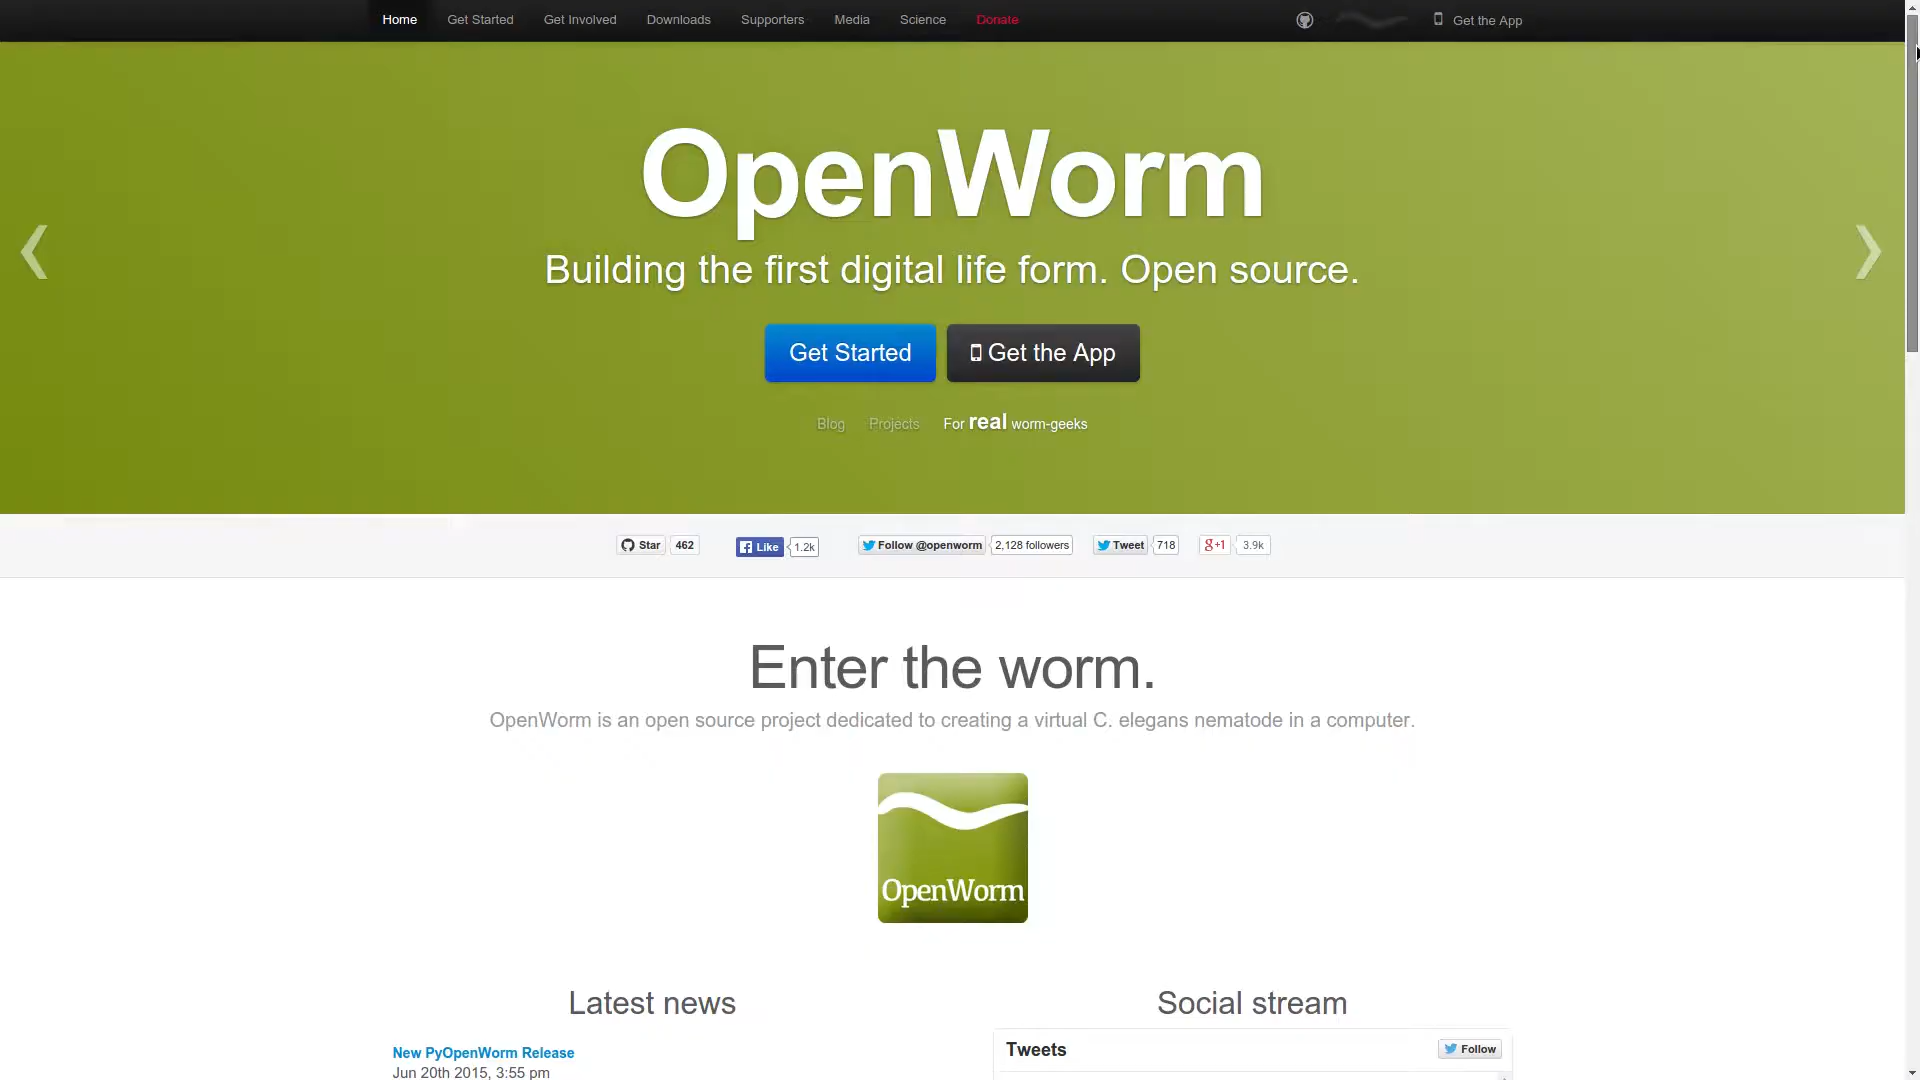 Home Get Started Get Involved Downloads Supporters Media Science Donate Get the App
OpenWorm
Building the first digital life form. Open source.
Get Started Get the App
Blog Projects For real worm-geeks
Star 462 Like 1.2k Follow @openworm 2,128 followers Tweet 718 g+1 3.9k
Enter the worm.
OpenWorm is an open source project dedicated to creating a virtual C. elegans nematode in a computer.
OpenWorm
Latest news
New PyOpenWorm Release
Jun 20th 2015, 3:55 pm
Social stream
Tweets Follow